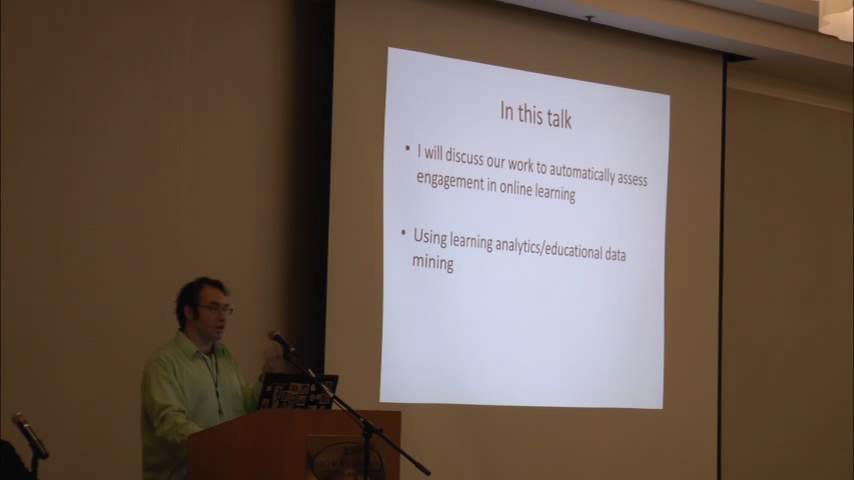 In this talk
• I will discuss our work to automatically assess
engagement in online learning
• Using learning analytics/educational data
mining